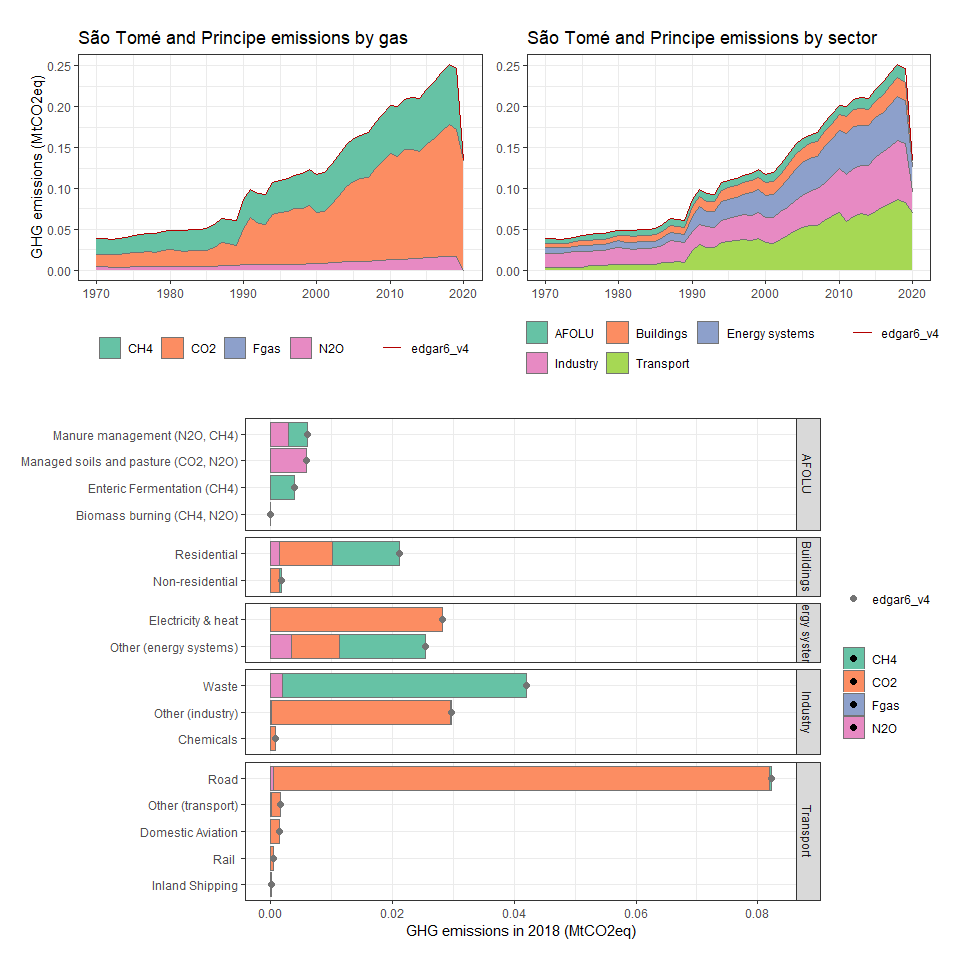 São Tomé and Principe emissions by gas
GHG emissions (MtCO2eq)
0.25
0.20
0.15
0.10
0.05
0.00
1970 1980 1990 2000 2010 2020
CH4 CO2 Fgas N2O edgar6_v4
São Tomé and Principe emissions by sector
0.25
0.20
0.15
0.10
0.05
0.00
1970 1980 1990 2000 2010 2020
AFOLU Buildings Energy systems edgar6_v4
Industry Transport
Manure management (N2O, CH4)
Managed soils and pasture (CO2, N2O)
Enteric Fermentation (CH4)
Biomass burning (CH4, N2O)
AFOLU
Residential
Non-residential
Buildings
Electricity & heat
Other (energy systems)
ergy syster
Waste
Other (industry)
Chemicals
Industry
Road
Other (transport)
Domestic Aviation
Rail
Inland Shipping
Transport
0.00 0.02 0.04 0.06 0.08
GHG emissions in 2018 (MtCO2eq)
edgar6_v4
CH4
CO2
Fgas
N2O